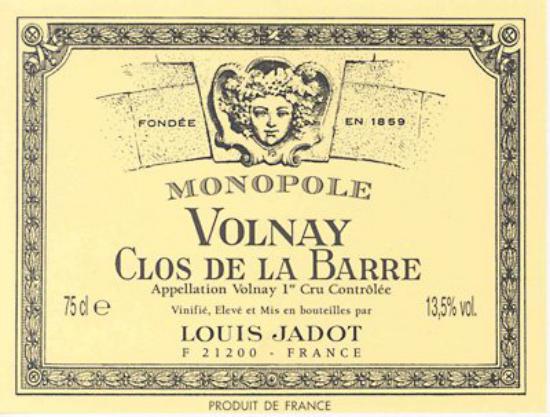 FONDÉE EN 1859
MONOPOLE
VOLNAY
CLOS DE LA BARRE
Appellation Volnay 1er Cru Contrôlée
75 cl e
Vinifié, Elevé et Mis en bouteilles par
13,5% vol.
LOUIS JADOT
F 21200 - FRANCE
PRODUIT DE FRANCE